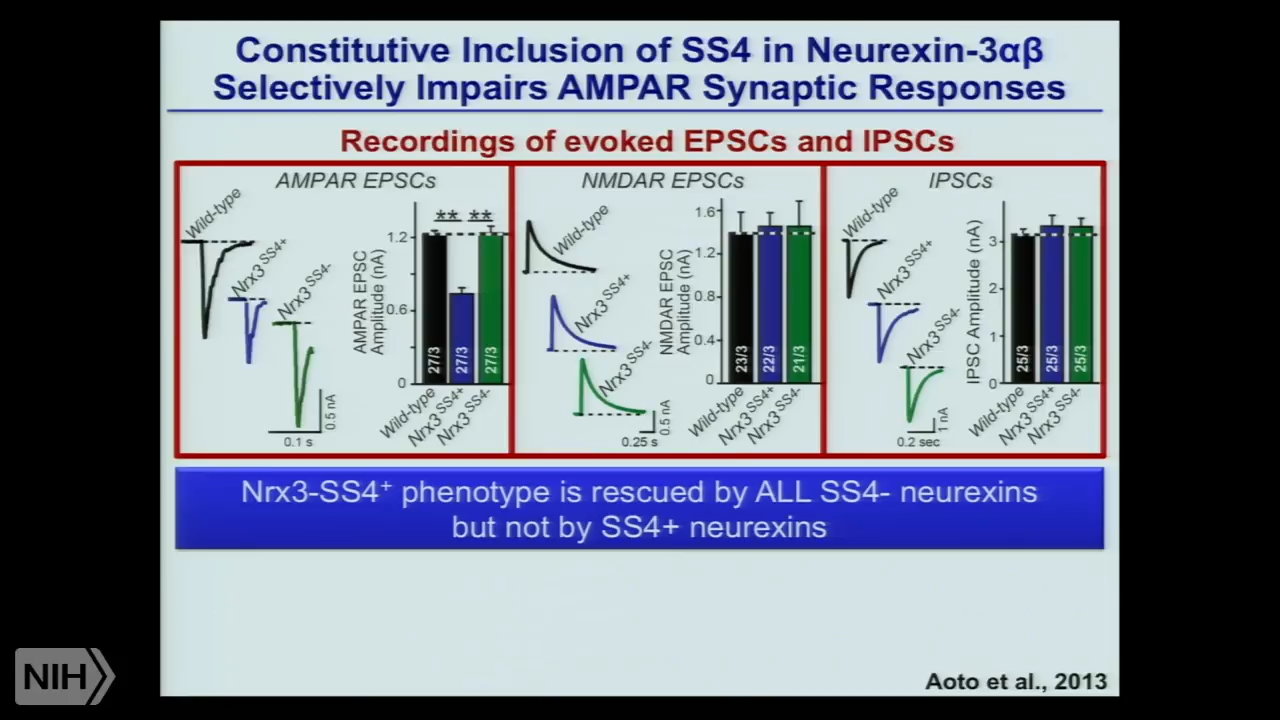 Constitutive Inclusion of SS4 in Neurexin-3αβ
Selectively Impairs AMPAR Synaptic Responses
Recordings of evoked EPSCs and IPSCs
AMPAR EPSCs
Wild-type
Nrx3 SS4+
Nrx3 SS4-
0.5 nA
0.1 s
AMPAR EPSC
Amplitude (nA)
1.2
0.6
0
** **
27/3
27/3
27/3
Wild-type
Nrx3 SS4+
Nrx3 SS4-
NMDAR EPSCs
Wild-type
Nrx3 SS4+
Nrx3 SS4-
0.5 nA
0.25 s
NMDAR EPSC
Amplitude (nA)
1.6
1.2
0.8
0.4
0
23/3
22/3
21/3
Wild-type
Nrx3 SS4+
Nrx3 SS4-
IPSCs
Wild-type
Nrx3 SS4+
Nrx3 SS4-
1 nA
0.2 sec
IPSC Amplitude (nA)
3
2
1
0
25/3
25/3
25/3
Wild-type
Nrx3 SS4+
Nrx3 SS4-
Nrx3-SS4+ phenotype is rescued by ALL SS4- neurexins
but not by SS4+ neurexins
NIH
Aoto et al., 2013